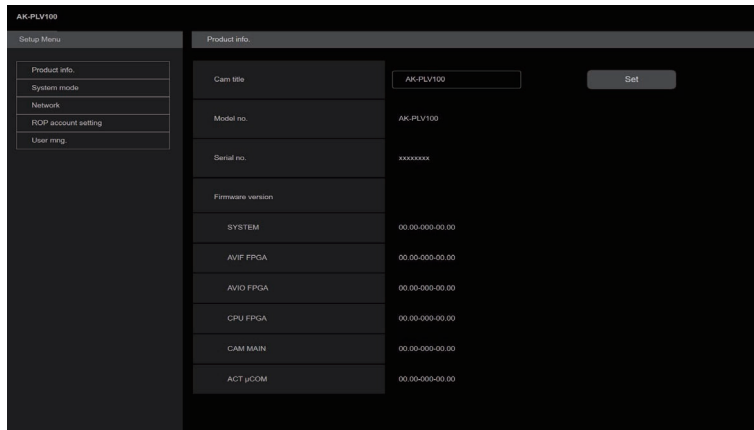 AK-PLV100
Setup Menu
Product info.
Product info.
System mode
Network
ROP account setting
User mng.
Cam title
AK-PLV100
Set
Model no.
AK-PLV100
Serial no.
xxxxxxxx
Firmware version
SYSTEM
00.00-000-00.00
AVIF FPGA
00.00-000-00.00
AVIO FPGA
00.00-000-00.00
CPU FPGA
00.00-000-00.00
CAM MAIN
00.00-000-00.00
ACT μCOM
00.00-000-00.00